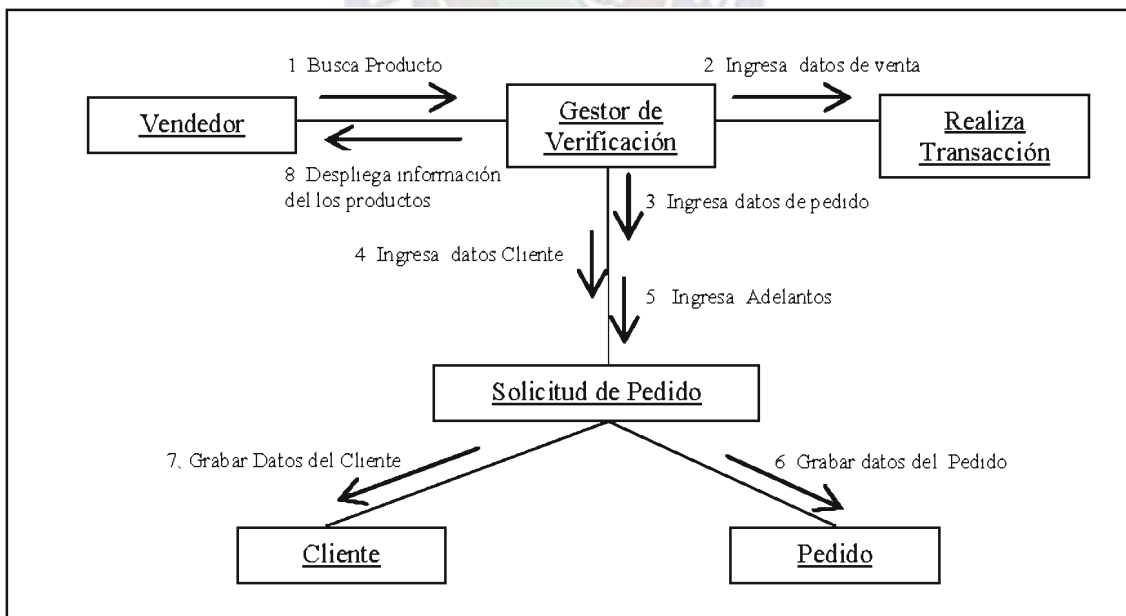 1 Busca Producto
2 Ingresa datos de venta
Vendedor
Gestor de
Verificación
Realiza
Transacción
8 Despliega información
del los productos
3 Ingresa datos de pedido
4 Ingresa datos Cliente
5 Ingresa Adelantos
Solicitud de Pedido
7. Grabar Datos del Cliente
6 Grabar datos del Pedido
Cliente
Pedido